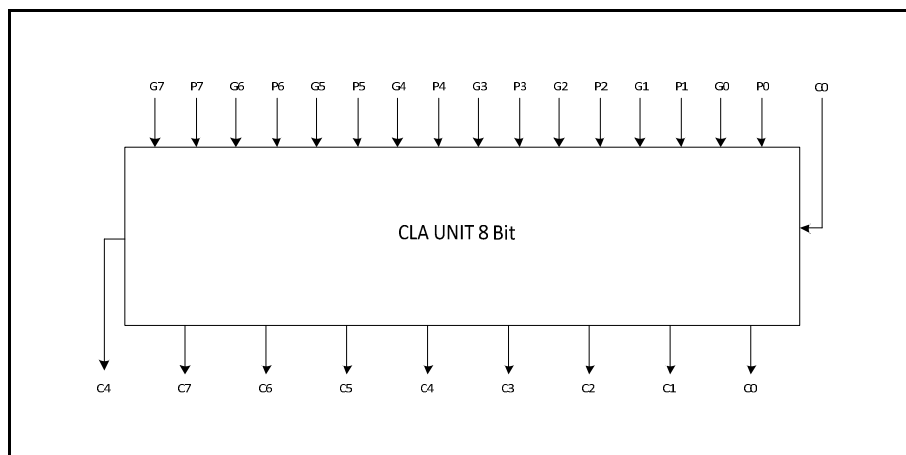 G7 P7 G6 P6 G5 P5 G4 P4 G3 P3 G2 P2 G1 P1 G0 P0 C0
CLA UNIT 8 Bit
C4 C7 C6 C5 C4 C3 C2 C1 C0